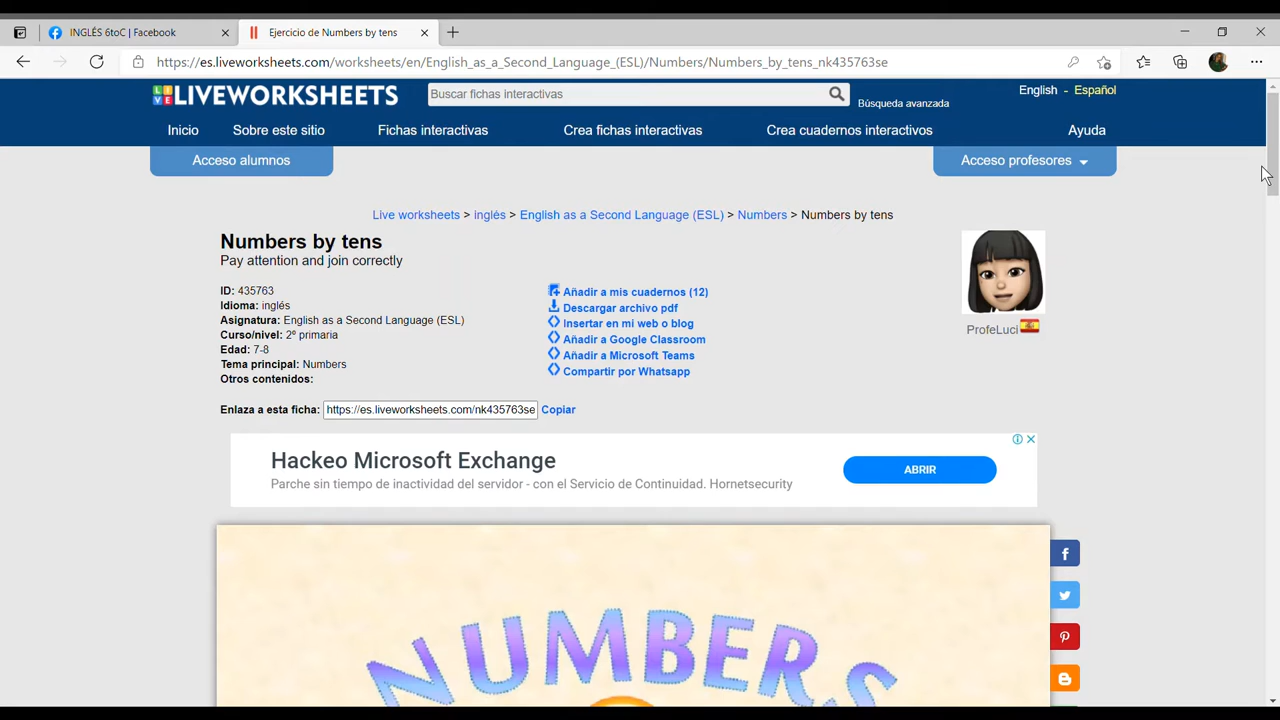 INGLÉS 6toC | Facebook
Ejercicio de Numbers by tens
https://es.liveworksheets.com/worksheets/en/English_as_a_Second_Language_(ESL)/Numbers/Numbers_by_tens_nk435763se
LIVE LIVEWORKSHEETS
Buscar fichas interactivas
Búsqueda avanzada
English - Español
Inicio Sobre este sitio Fichas interactivas Crea fichas interactivas Crea cuadernos interactivos Ayuda
Acceso alumnos
Acceso profesores
Live worksheets > inglés > English as a Second Language (ESL) > Numbers > Numbers by tens
Numbers by tens
Pay attention and join correctly
ID: 435763
Idioma: inglés
Asignatura: English as a Second Language (ESL)
Curso/nivel: 2º primaria
Edad: 7-8
Tema principal: Numbers
Otros contenidos:
Añadir a mis cuadernos (12)
Descargar archivo pdf
Insertar en mi web o blog
Añadir a Google Classroom
Añadir a Microsoft Teams
Compartir por Whatsapp
ProfeLuci
Enlaza a esta ficha: https://es.liveworksheets.com/nk435763se Copiar
Hackeo Microsoft Exchange
Parche sin tiempo de inactividad del servidor - con el Servicio de Continuidad. Hornetsecurity
ABRIR
NUMBERS